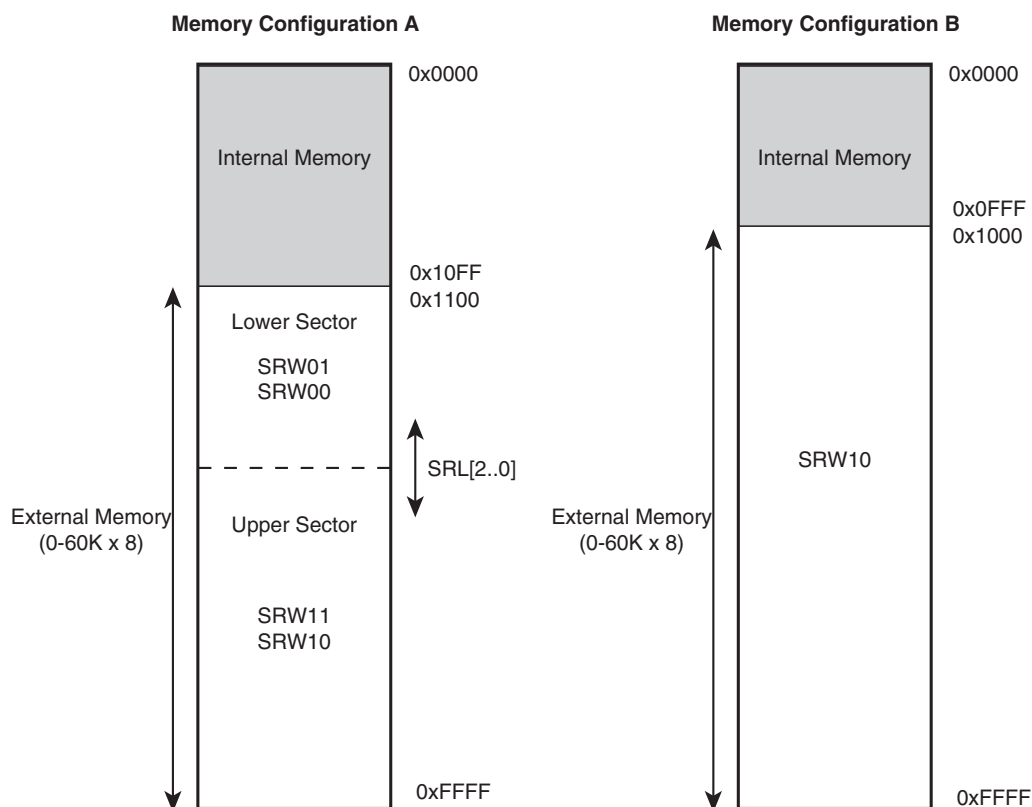 Memory Configuration A
0x0000
Internal Memory
0x10FF
0x1100
Lower Sector
SRW01
SRW00
SRL[2..0]
External Memory
(0-60K x 8)
Upper Sector
SRW11
SRW10
0xFFFF
Memory Configuration B
0x0000
Internal Memory
0x0FFF
0x1000
SRW10
External Memory
(0-60K x 8)
0xFFFF